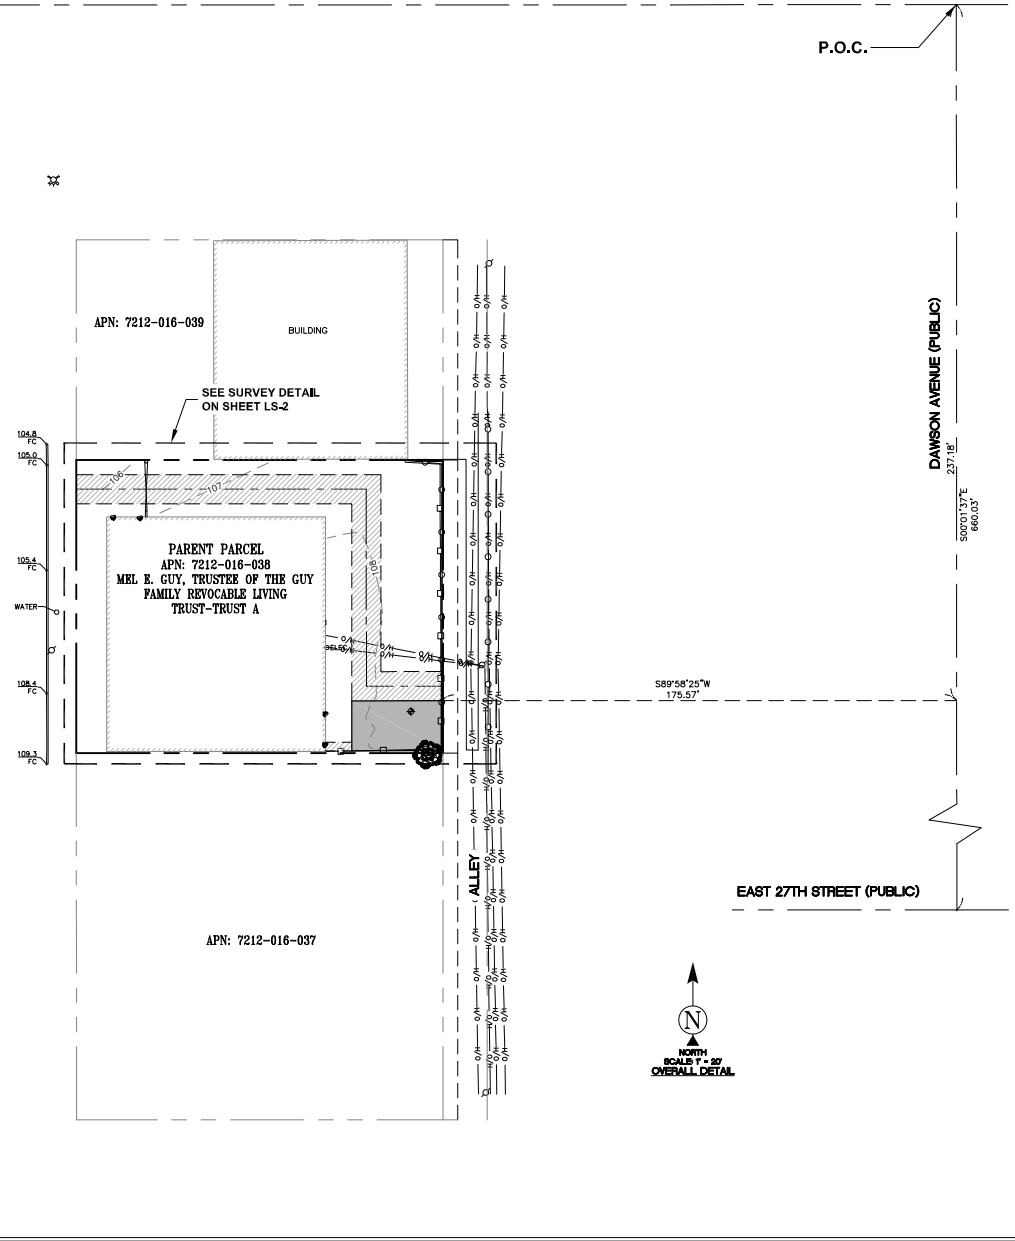 P.O.C.
APN: 7212-016-039
BUILDING
SEE SURVEY DETAIL
ON SHEET LS-2
DAWSON AVENUE (PUBLIC)
237.18'
S00°01'37"E
660.03'
104.8
FC
105.0
FC
106
107
108
PARENT PARCEL
APN: 7212-016-038
MEL E. GUY, TRUSTEE OF THE GUY
FAMILY REVOCABLE LIVING
TRUST-TRUST A
105.4
FC
WATER
ELEC
O/H
108.4
FC
109.3
FC
S89°58'25"W
175.57'
ALLEY
EAST 27TH STREET (PUBLIC)
APN: 7212-016-037
N
NORTH
SCALE: 1" = 20'
OVERALL DETAIL